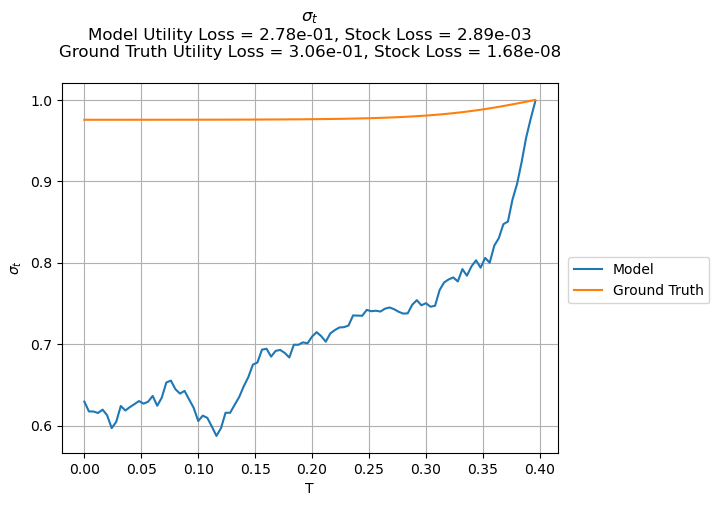 σₜ
Model Utility Loss = 2.78e-01, Stock Loss = 2.89e-03
Ground Truth Utility Loss = 3.06e-01, Stock Loss = 1.68e-08
1.0
0.9
0.8
0.7
0.6
σₜ
0.00 0.05 0.10 0.15 0.20 0.25 0.30 0.35 0.40
T
Model
Ground Truth